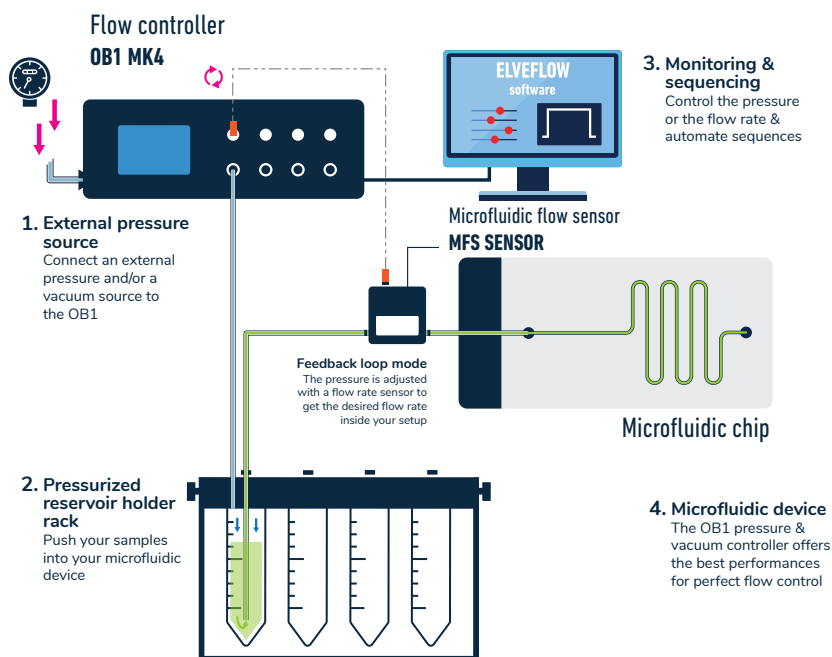 Flow controller
OB1 MK4
ELVEFLOW
software
3. Monitoring &
sequencing
Control the pressure
or the flow rate &
automate sequences
1. External pressure
source
Connect an external
pressure and/or a
vacuum source to
the OB1
Microfluidic flow sensor
MFS SENSOR
Feedback loop mode
The pressure is adjusted
with a flow rate sensor to
get the desired flow rate
inside your setup
Microfluidic chip
2. Pressurized
reservoir holder
rack
Push your samples
into your microfluidic
device
4. Microfluidic device
The OB1 pressure &
vacuum controller offers
the best performances
for perfect flow control